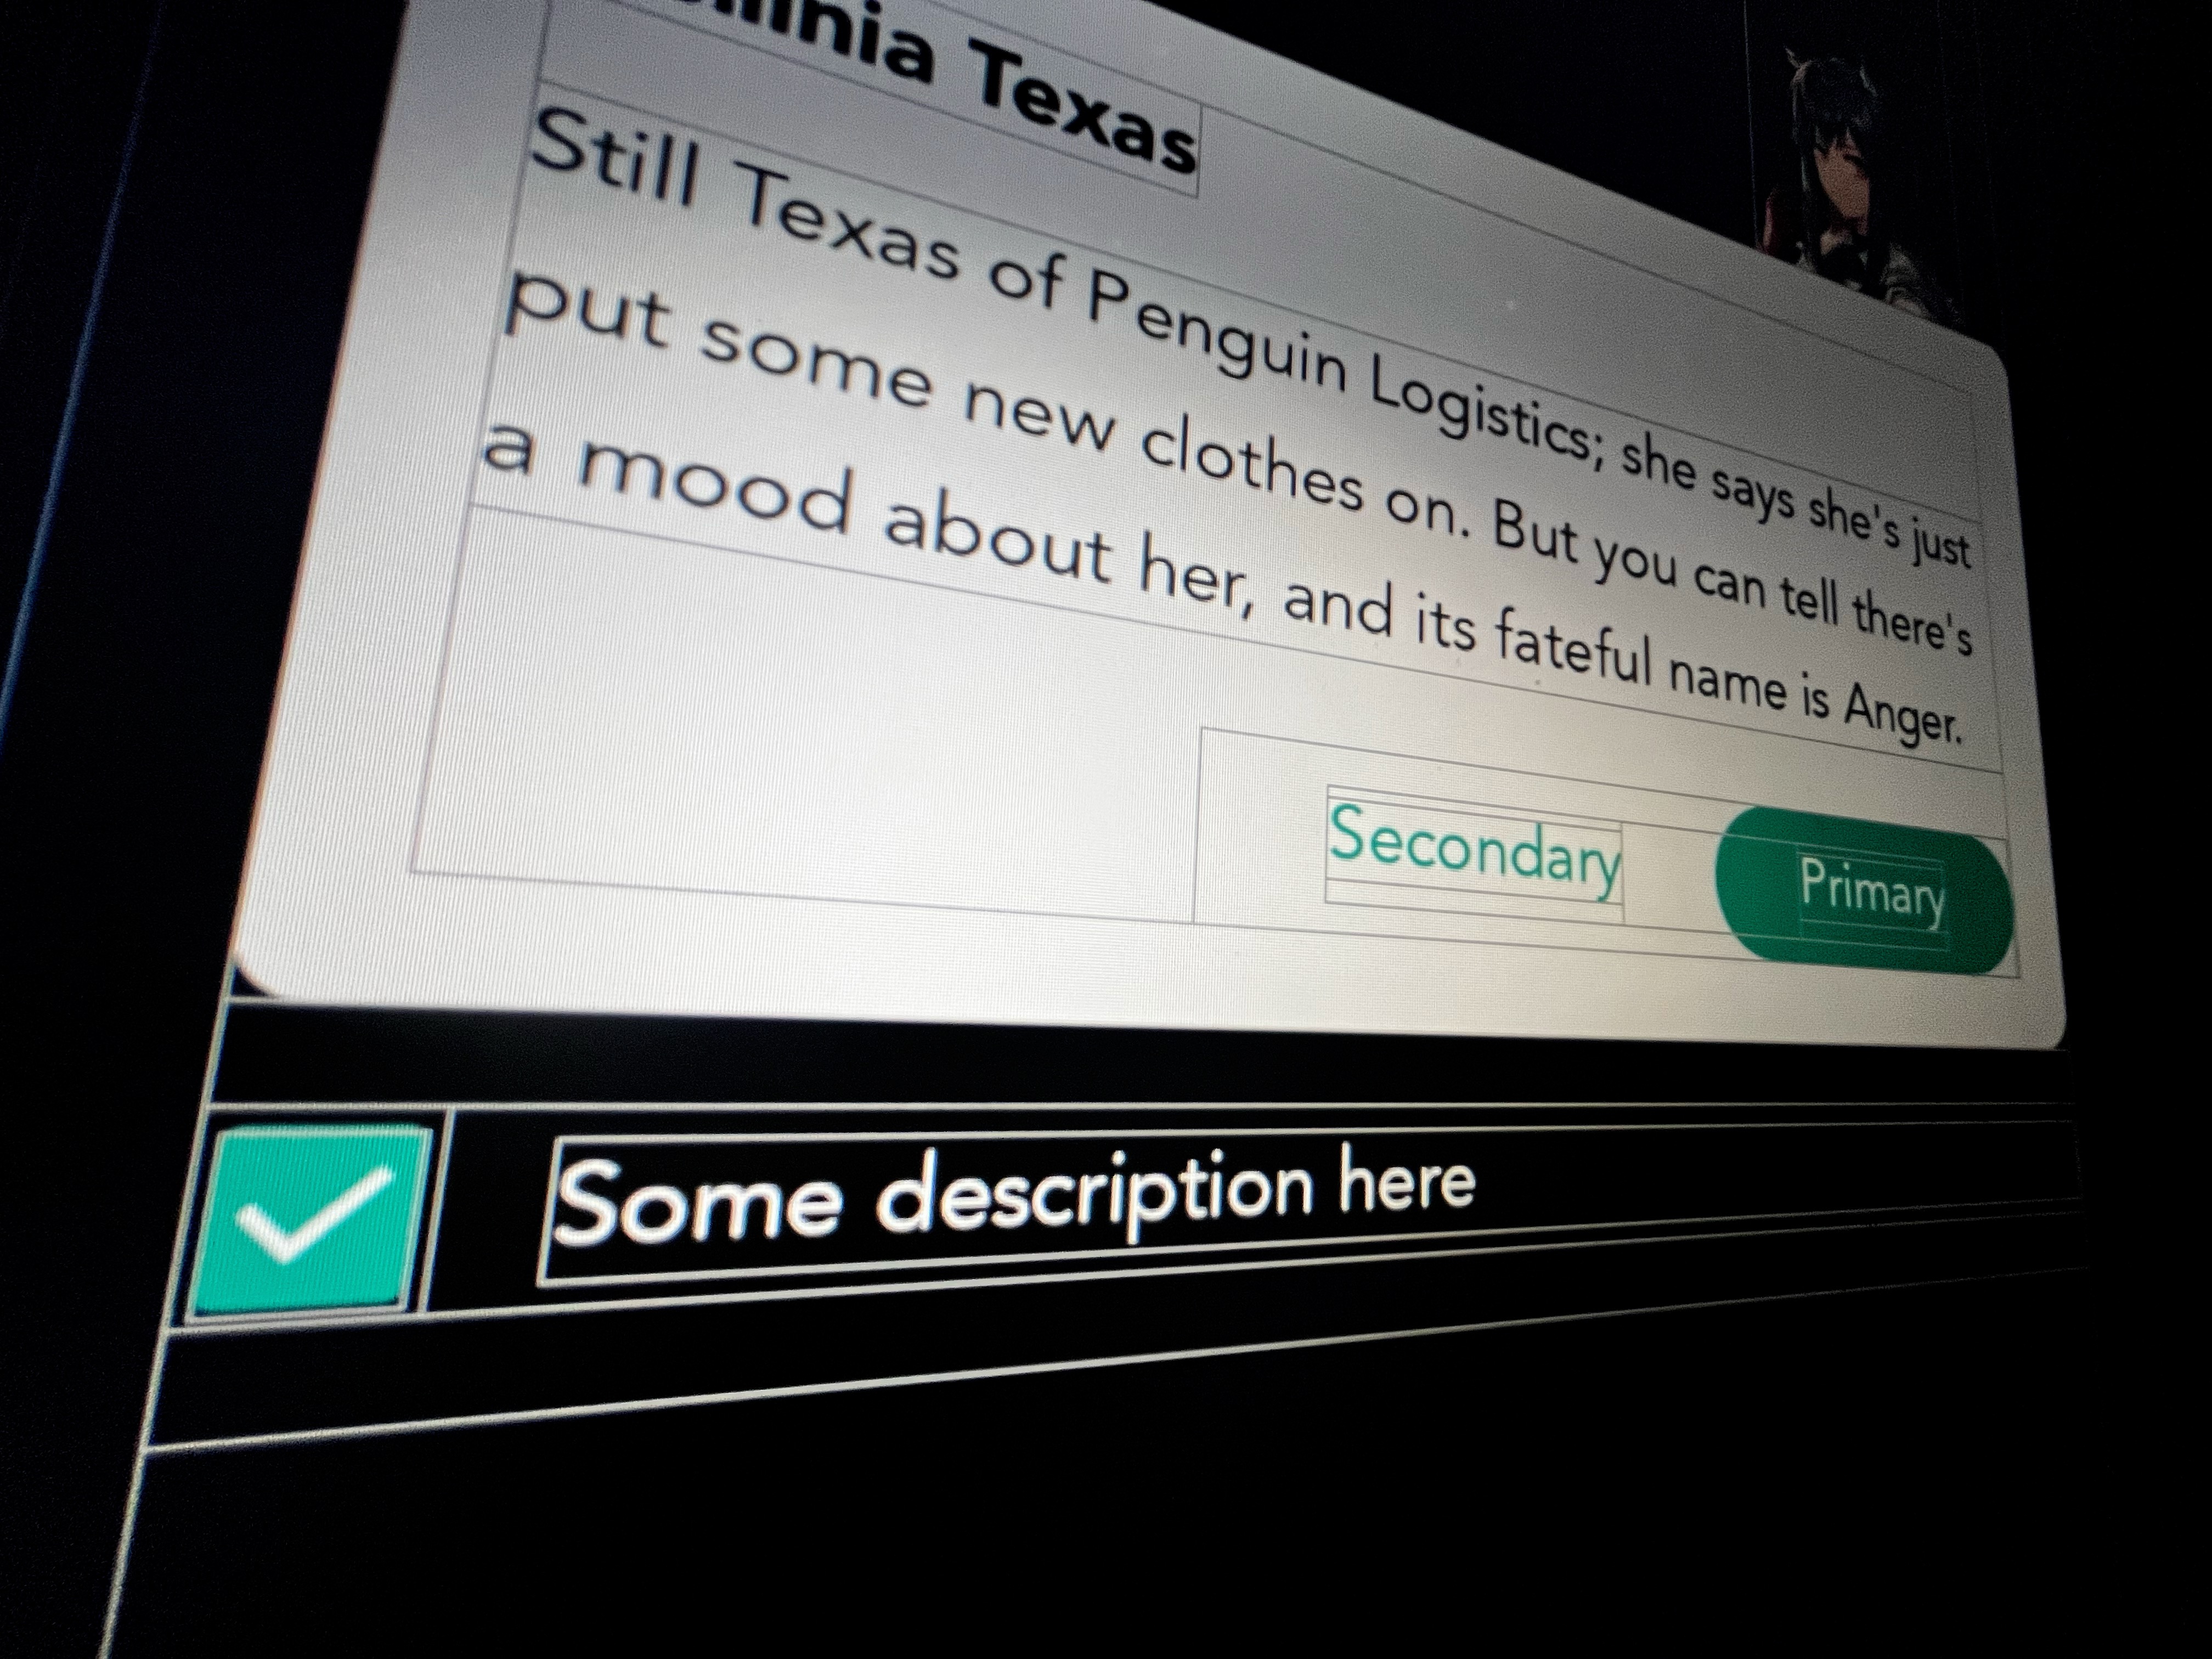 Texas
Still Texas of Penguin Logistics; she says she's just
put some new clothes on. But you can tell there's
a mood about her, and its fateful name is Anger.
Secondary
Primary
Some description here